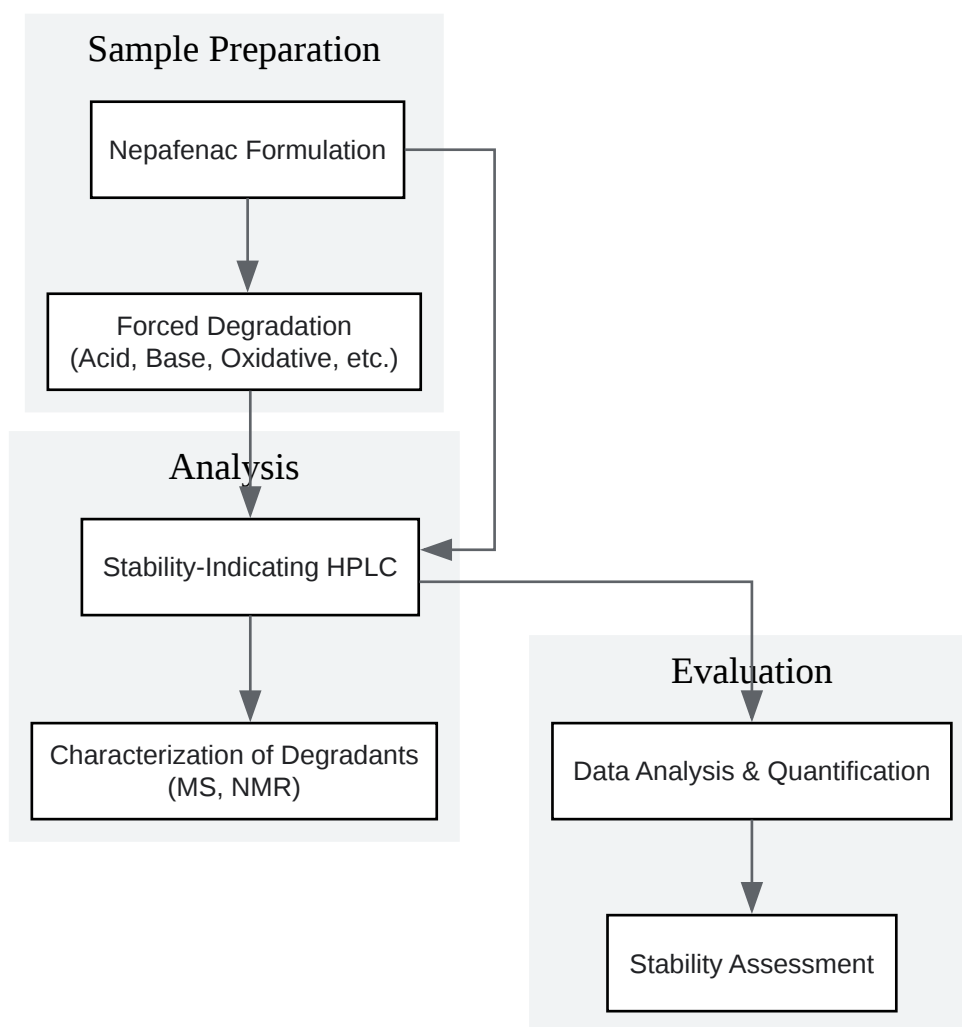 Sample Preparation
Nepafenac Formulation
Forced Degradation
(Acid, Base, Oxidative, etc.)
Analysis
Stability-Indicating HPLC
Characterization of Degradants
(MS, NMR)
Evaluation
Data Analysis & Quantification
Stability Assessment